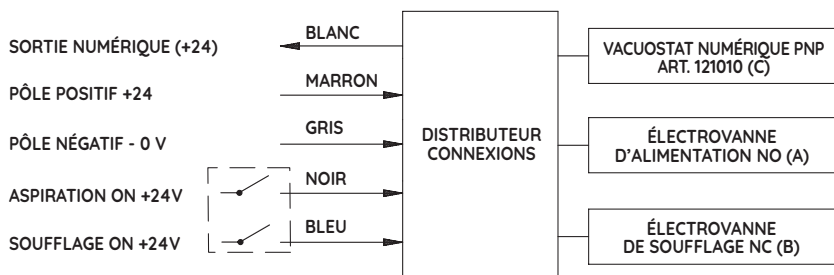 SORTIE NUMÉRIQUE (+24)
BLANC
PÔLE POSITIF +24
MARRON
PÔLE NÉGATIF - 0 V
GRIS
ASPIRATION ON +24V
NOIR
SOUFFLAGE ON +24V
BLEU
DISTRIBUTEUR
CONNEXIONS
VACUOSTAT NUMÉRIQUE PNP
ART. 121010 (C)
ÉLECTROVANNE
D'ALIMENTATION NO (A)
ÉLECTROVANNE
DE SOUFFLAGE NC (B)